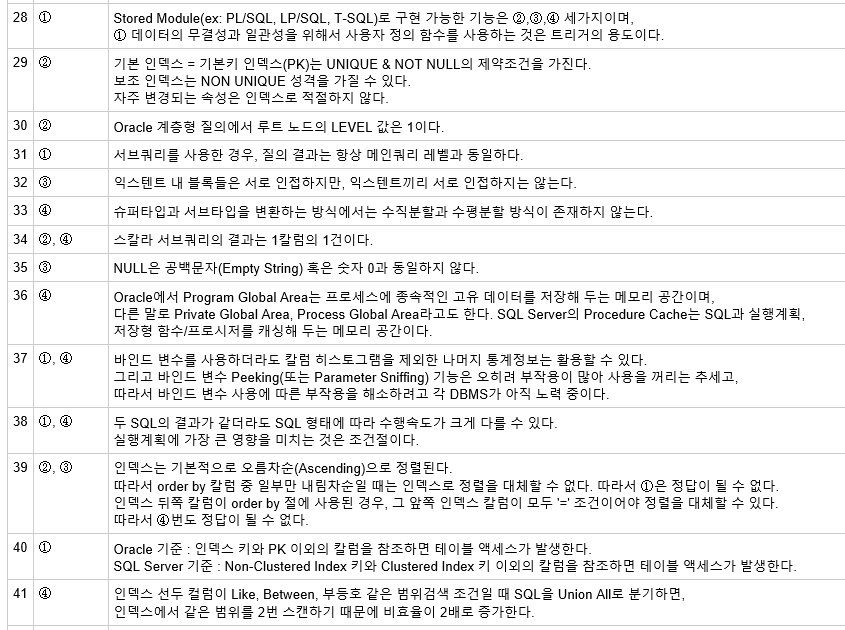 28 ① Stored Module(ex: PL/SQL, LP/SQL, T-SQL)로 구현 가능한 기능은 ②,③,④ 세가지이며,
① 데이터의 무결성과 일관성을 위해서 사용자 정의 함수를 사용하는 것은 트리거의 용도이다.
29 ② 기본 인덱스 = 기본키 인덱스(PK)는 UNIQUE & NOT NULL의 제약조건을 가진다.
보조 인덱스는 NON UNIQUE 성격을 가질 수 있다.
자주 변경되는 속성은 인덱스로 적절하지 않다.
30 ② Oracle 계층형 질의에서 루트 노드의 LEVEL 값은 1이다.
31 ① 서브쿼리를 사용한 경우, 질의 결과는 항상 메인쿼리 레벨과 동일하다.
32 ③ 익스텐트 내 블록들은 서로 인접하지만, 익스텐트끼리 서로 인접하지는 않는다.
33 ④ 슈퍼타입과 서브타입을 변환하는 방식에서는 수직분할과 수평분할 방식이 존재하지 않는다.
34 ②, ④ 스칼라 서브쿼리의 결과는 1칼럼의 1건이다.
35 ③ NULL은 공백문자(Empty String) 혹은 숫자 0과 동일하지 않다.
36 ④ Oracle에서 Program Global Area는 프로세스에 종속적인 고유 데이터를 저장해 두는 메모리 공간이며,
다른 말로 Private Global Area, Process Global Area라고도 한다. SQL Server의 Procedure Cache는 SQL과 실행계획,
저장형 함수/프로시저를 캐싱해 두는 메모리 공간이다.
37 ①, ④ 바인드 변수를 사용하더라도 칼럼 히스토그램을 제외한 나머지 통계정보는 활용할 수 있다.
그리고 바인드 변수 Peeking(또는 Parameter Sniffing) 기능은 오히려 부작용이 많아 사용을 꺼리는 추세고,
따라서 바인드 변수 사용에 따른 부작용을 해소하려고 각 DBMS가 아직 노력 중이다.
38 ①, ④ 두 SQL의 결과가 같더라도 SQL 형태에 따라 수행속도가 크게 다를 수 있다.
실행계획에 가장 큰 영향을 미치는 것은 조건절이다.
39 ②, ③ 인덱스는 기본적으로 오름차순(Ascending)으로 정렬된다.
따라서 order by 칼럼 중 일부만 내림차순일 때는 인덱스로 정렬을 대체할 수 없다. 따라서 ①은 정답이 될 수 없다.
인덱스 뒤쪽 칼럼이 order by 절에 사용된 경우, 그 앞쪽 인덱스 칼럼이 모두 '=' 조건이어야 정렬을 대체할 수 있다.
따라서 ④번도 정답이 될 수 없다.
40 ① Oracle 기준 : 인덱스 키와 PK 이외의 칼럼을 참조하면 테이블 액세스가 발생한다.
SQL Server 기준 : Non-Clustered Index 키와 Clustered Index 키 이외의 칼럼을 참조하면 테이블 액세스가 발생한다.
41 ④ 인덱스 선두 컬럼이 Like, Between, 부등호 같은 범위검색 조건일 때 SQL을 Union All로 분기하면,
인덱스에서 같은 범위를 2번 스캔하기 때문에 비효율이 2배로 증가한다.